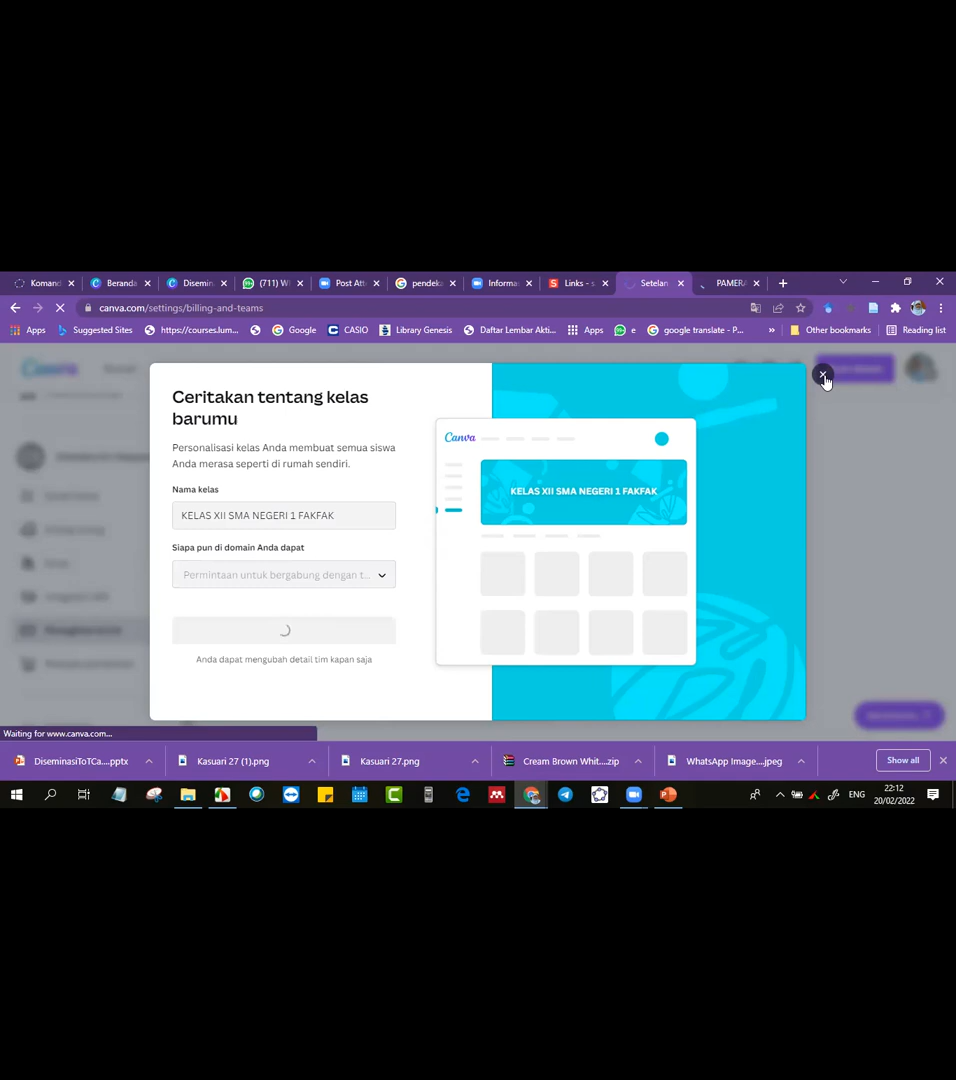 Komand
Beranda
Disemin
(711) W
Post Att
pendek
Informa
Links - s
Setelan
PAMERA
canva.com/settings/billing-and-teams
Apps
Suggested Sites
https://courses.lum...
Google
CASIO
Library Genesis
Daftar Lembar Akti...
Apps
e
google translate - P...
»
Other bookmarks
Reading list
Canva
Ceritakan tentang kelas
barumu
Personalisasi kelas Anda membuat semua siswa
Anda merasa seperti di rumah sendiri.
Nama kelas
KELAS XII SMA NEGERI 1 FAKFAK
Siapa pun di domain Anda dapat
Permintaan untuk bergabung dengan t...
Anda dapat mengubah detail tim kapan saja
Canva
KELAS XII SMA NEGERI 1 FAKFAK
Waiting for www.canva.com...
DiseminasiToTCa....pptx
Kasuari 27 (1).png
Kasuari 27.png
Cream Brown Whit....zip
WhatsApp Image....jpeg
Show all
ENG
22:12
20/02/2022